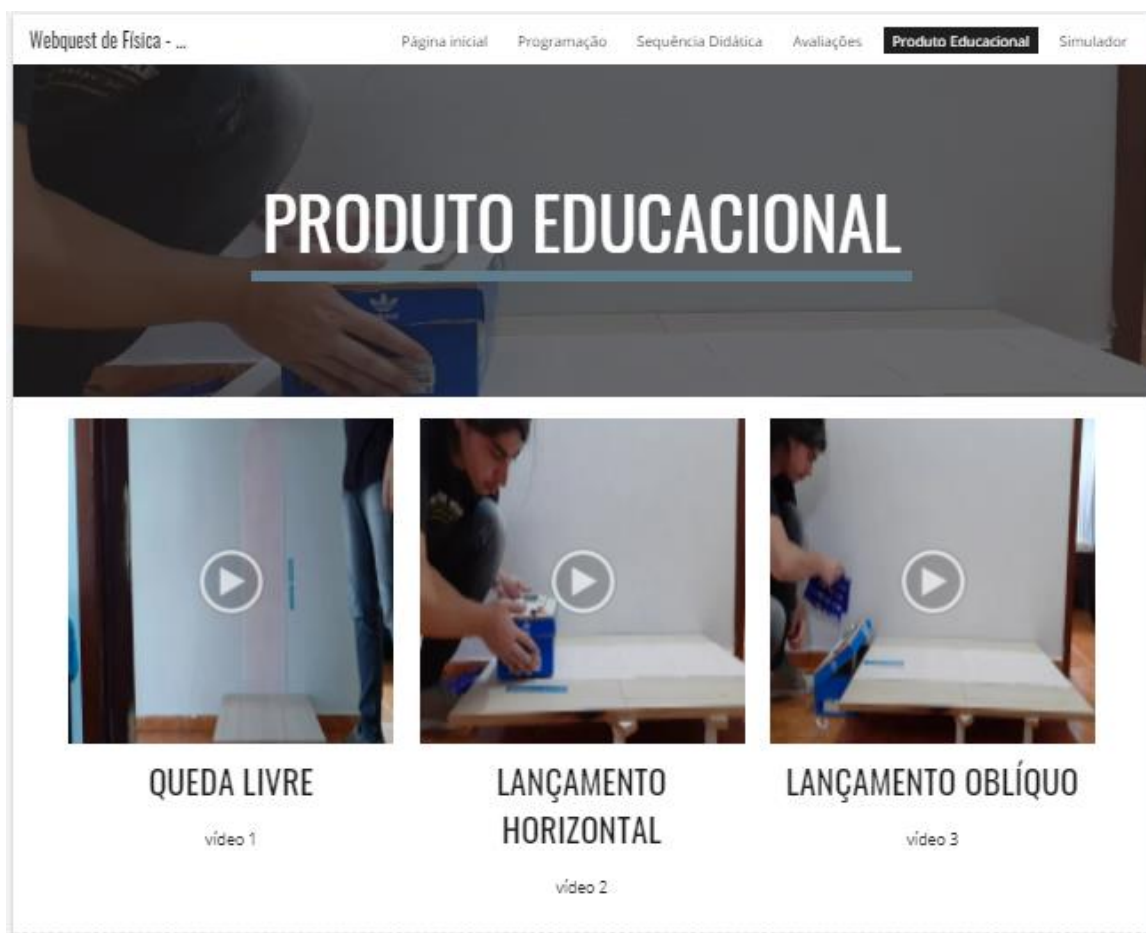 Webquest de Física - ...
Página inicial Programação Sequência Didática Avaliações Produto Educacional Simulador
PRODUTO EDUCACIONAL
QUEDA LIVRE
vídeo 1
LANÇAMENTO
HORIZONTAL
vídeo 2
LANÇAMENTO OBLÍQUO
vídeo 3